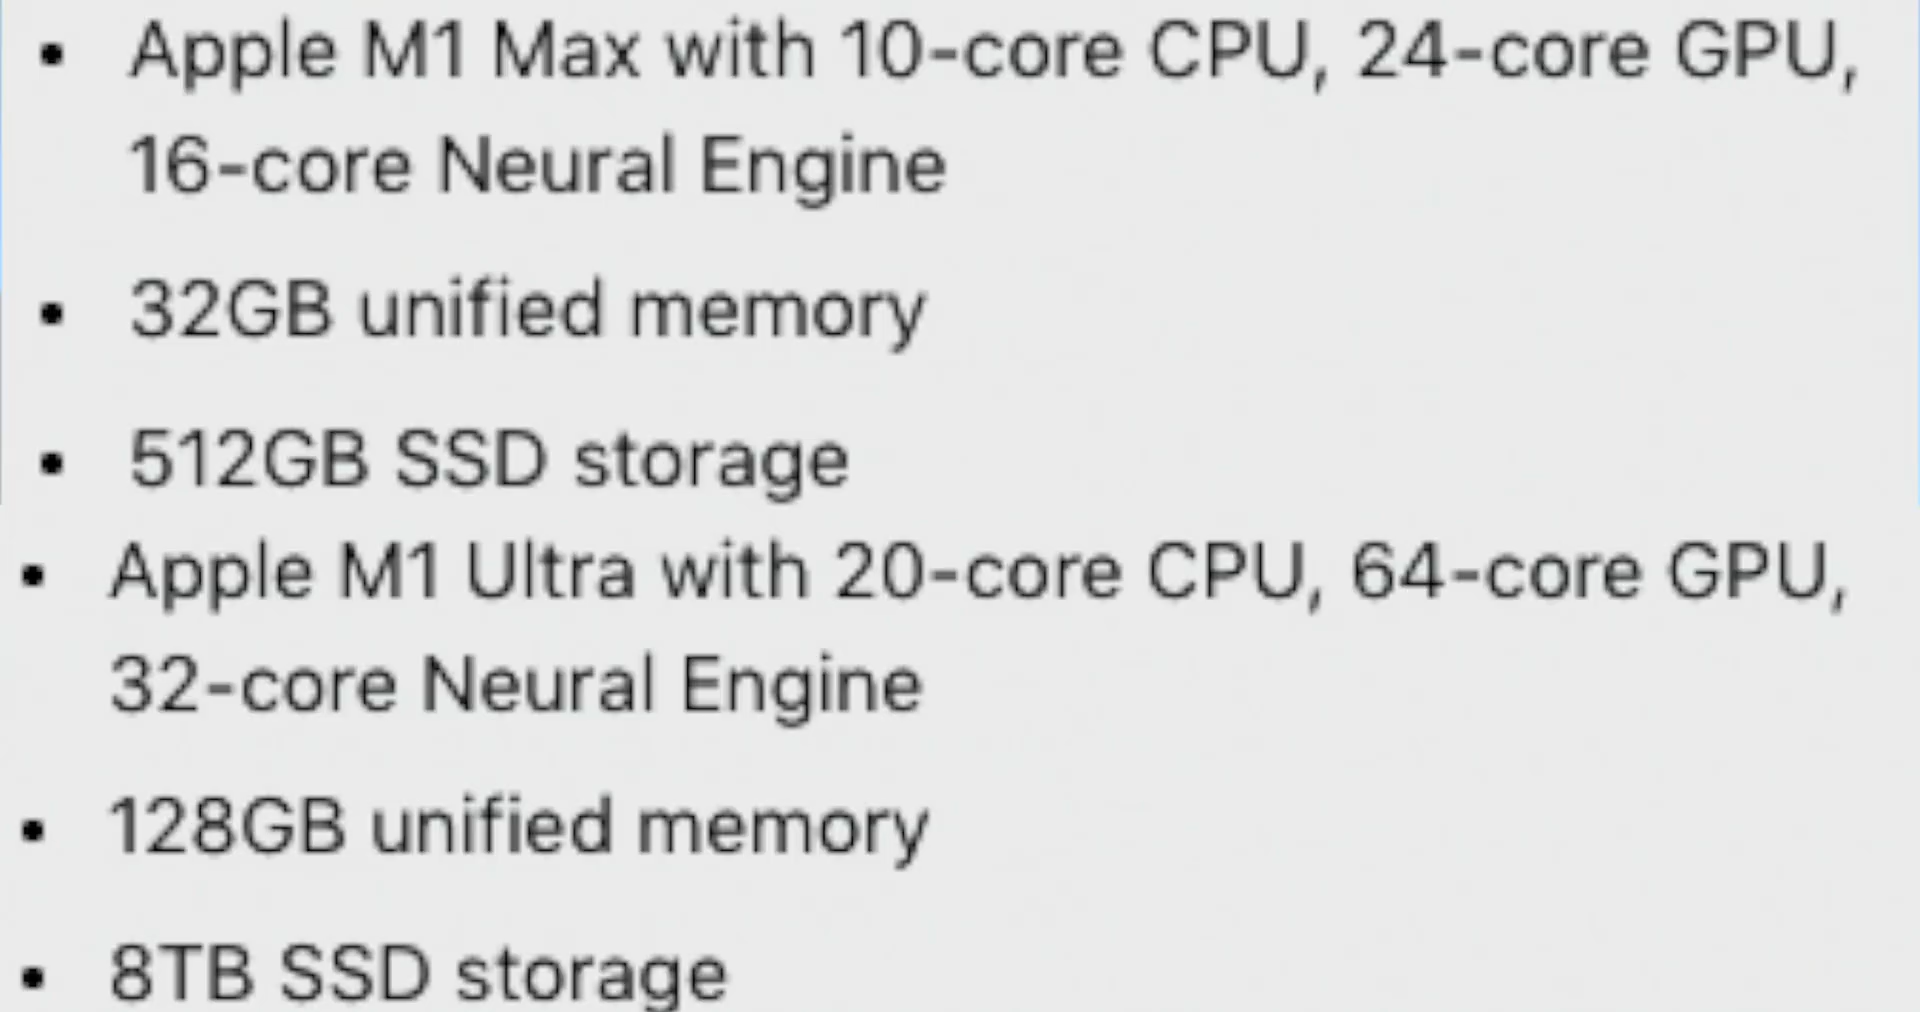 • Apple M1 Max with 10-core CPU, 24-core GPU,
16-core Neural Engine
• 32GB unified memory
• 512GB SSD storage
• Apple M1 Ultra with 20-core CPU, 64-core GPU,
32-core Neural Engine
• 128GB unified memory
• 8TB SSD storage